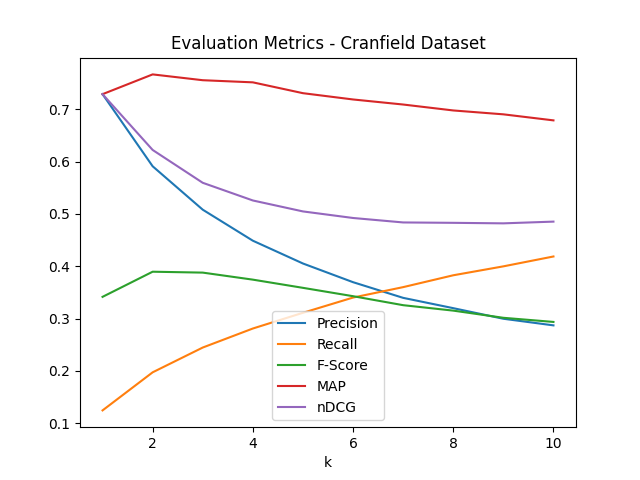 Evaluation Metrics - Cranfield Dataset
0.7
0.6
0.5
0.4
0.3
0.2
0.1
Precision
Recall
F-Score
MAP
nDCG
2 4 6 8 10
k